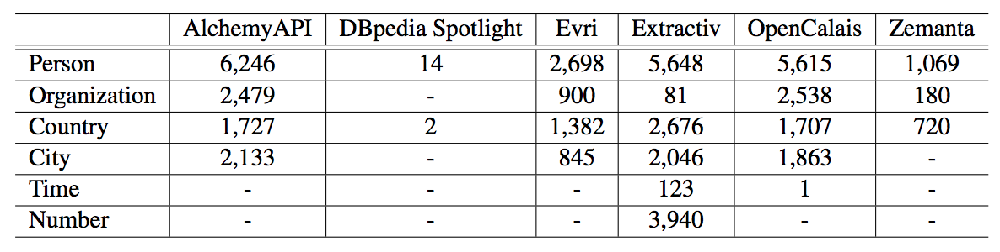 AlchemyAPI DBpedia Spotlight Evri Extractiv OpenCalais Zemanta
Person 6,246 14 2,698 5,648 5,615 1,069
Organization 2,479 - 900 81 2,538 180
Country 1,727 2 1,382 2,676 1,707 720
City 2,133 - 845 2,046 1,863 -
Time - - - 123 1 -
Number - - - 3,940 - -